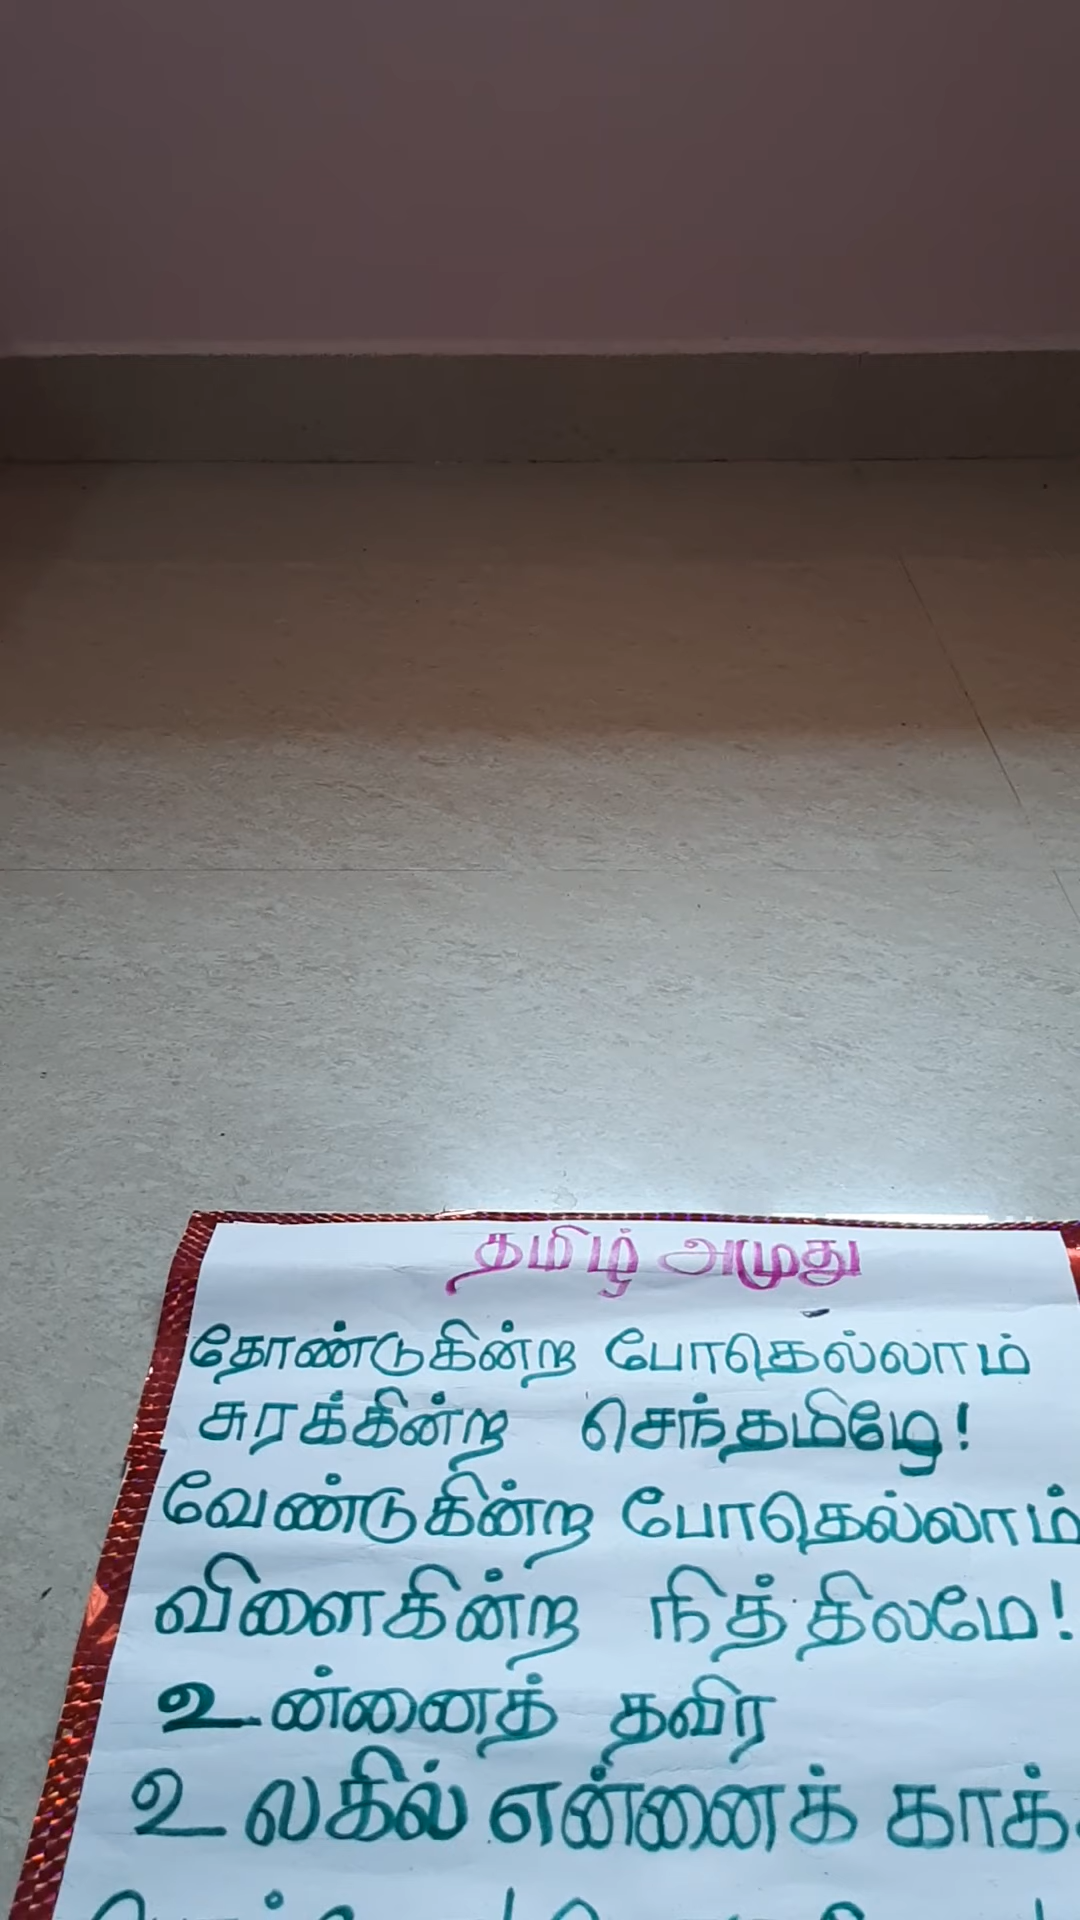 தமிழ் அமுது
தோண்டுகின்ற போதெல்லாம்
சுரக்கின்ற செந்தமிழே!
வேண்டுகின்ற போதெல்லாம்
விளைகின்ற நித்திலமே!
உன்னைத் தவிர
உலகில் என்னைக் காக்